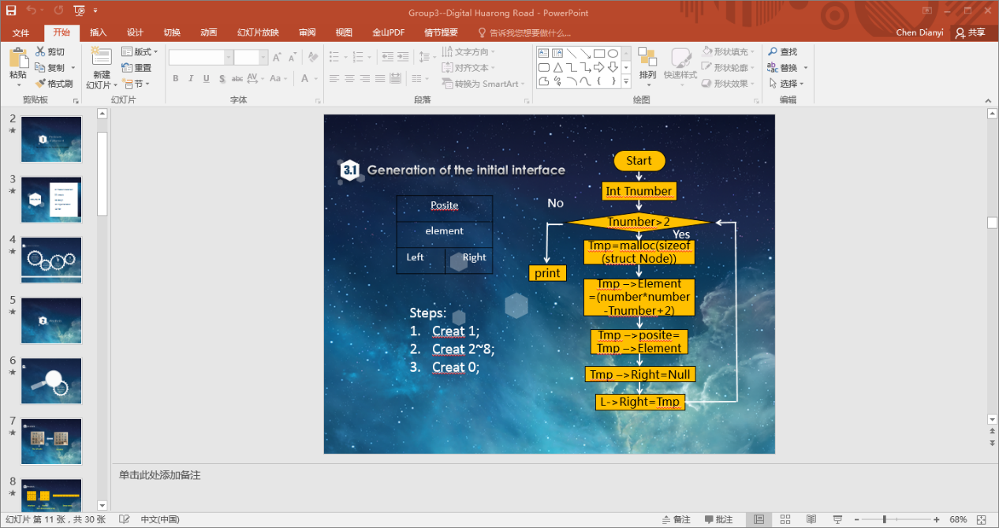 Group3--Digital Huarong Road - PowerPoint
文件 开始 插入 设计 切换 动画 幻灯片放映 审阅 视图 金山PDF 情节提要 告诉我您想要做什么... Chen Dianyi 共享
粘贴 剪切 复制 格式刷
新建
幻灯片 版式 重置 节
B I U S abc AV Aa A
文字方向 对齐文本 转换为 SmartArt
排列 快速样式
形状填充 形状轮廓 形状效果
查找 替换 选择
剪贴板 幻灯片 字体 段落 绘图 编辑
2
3
4
5
6
7
8
3.1 Generation of the initial interface
Posite
element
Left Right
Steps:
1. Creat 1;
2. Creat 2~8;
3. Creat 0;
Start
Int Tnumber
No
Tnumber>2
Yes
Tmp=malloc(sizeof
(struct Node))
print
Tmp –>Element
=(number*number
-Tnumber+2)
Tmp –>posite=
Tmp –>Element
Tmp –>Right=Null
L->Right=Tmp
单击此处添加备注
幻灯片 第 11 张，共 30 张 中文(中国) 备注 批注 68%